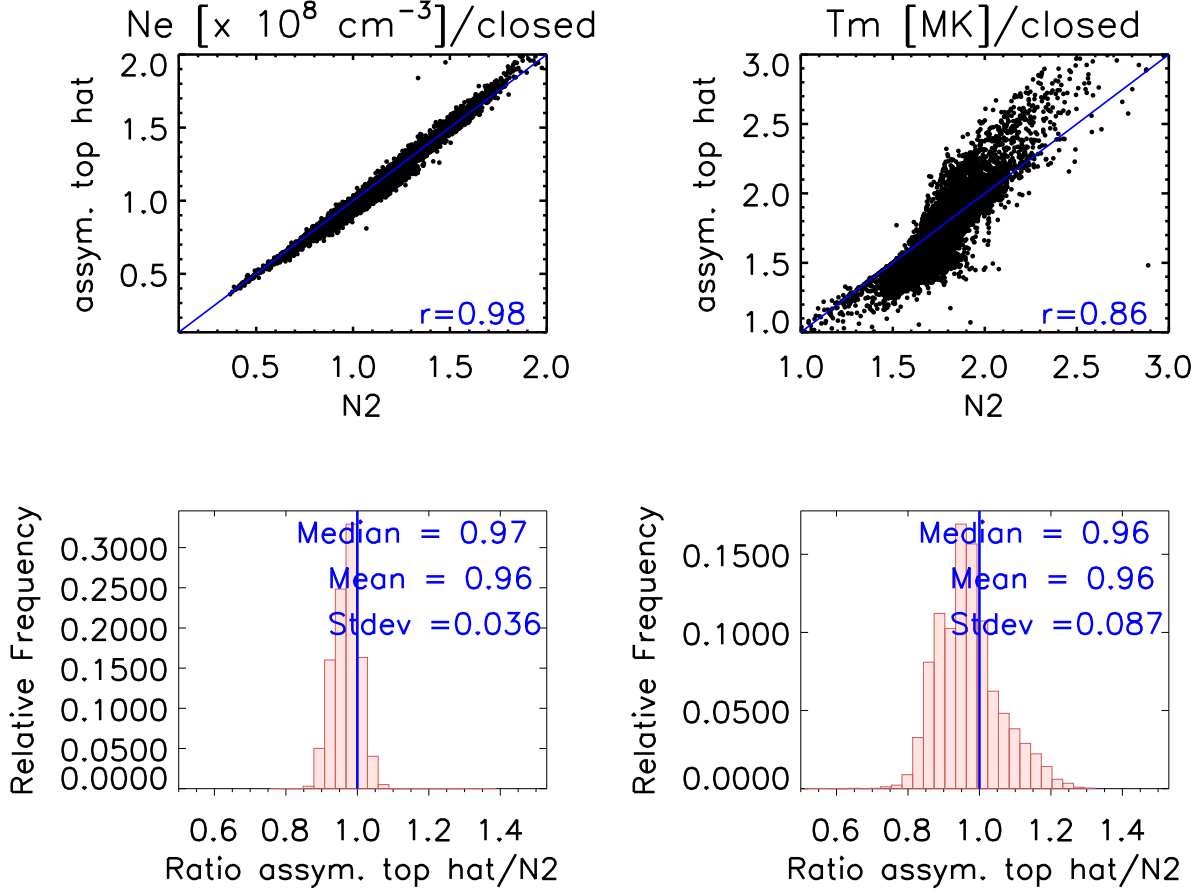 Ne [x 10^8 cm^-3]/closed
assym. top hat
2.0
1.5
1.0
0.5
r=0.98
0.5 1.0 1.5 2.0
N2
Tm [MK]/closed
assym. top hat
3.0
2.5
2.0
1.5
1.0
r=0.86
1.0 1.5 2.0 2.5 3.0
N2
Relative Frequency
0.3000
0.2500
0.2000
0.1500
0.1000
0.0500
0.0000
Median = 0.97
Mean = 0.96
Stdev =0.036
0.6 0.8 1.0 1.2 1.4
Ratio assym. top hat/N2
Relative Frequency
0.1500
0.1000
0.0500
0.0000
Median = 0.96
Mean = 0.96
Stdev =0.087
0.6 0.8 1.0 1.2 1.4
Ratio assym. top hat/N2